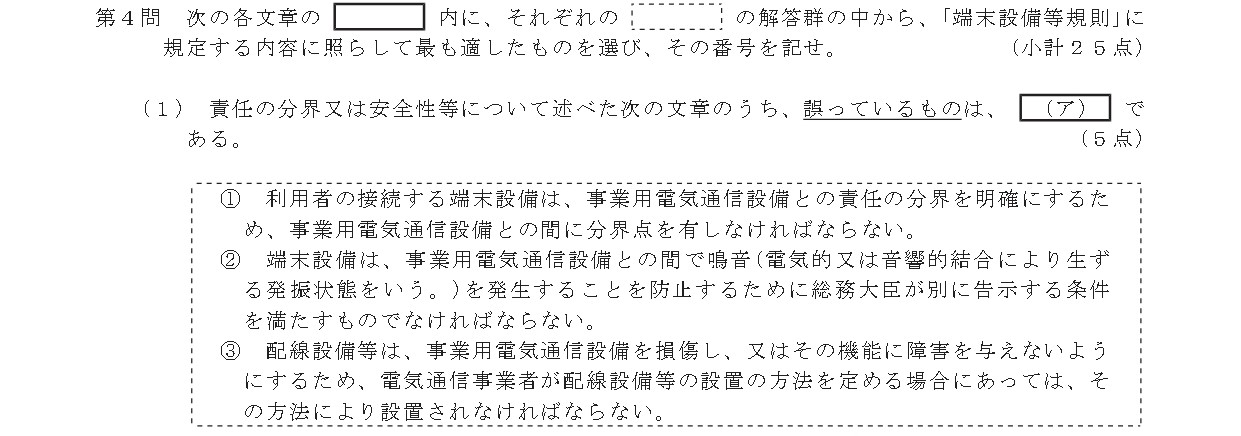 第４問　次の各文章の　　　　内に、それぞれの　　　　の解答群の中から、「端末設備等規則」に
規定する内容に照らして最も適したものを選び、その番号を記せ。　（小計２５点）
（１）　責任の分界又は安全性等について述べた次の文章のうち、誤っているものは、　（ア）　で
ある。　（５点）
①　利用者の接続する端末設備は、事業用電気通信設備との責任の分界を明確にするた
め、事業用電気通信設備との間に分界点を有しなければならない。
②　端末設備は、事業用電気通信設備との間で鳴音(電気的又は音響的結合により生ず
る発振状態をいう。)を発生することを防止するために総務大臣が別に告示する条件
を満たすものでなければならない。
③　配線設備等は、事業用電気通信設備を損傷し、又はその機能に障害を与えないよう
にするため、電気通信事業者が配線設備等の設置の方法を定める場合にあっては、そ
の方法により設置されなければならない。